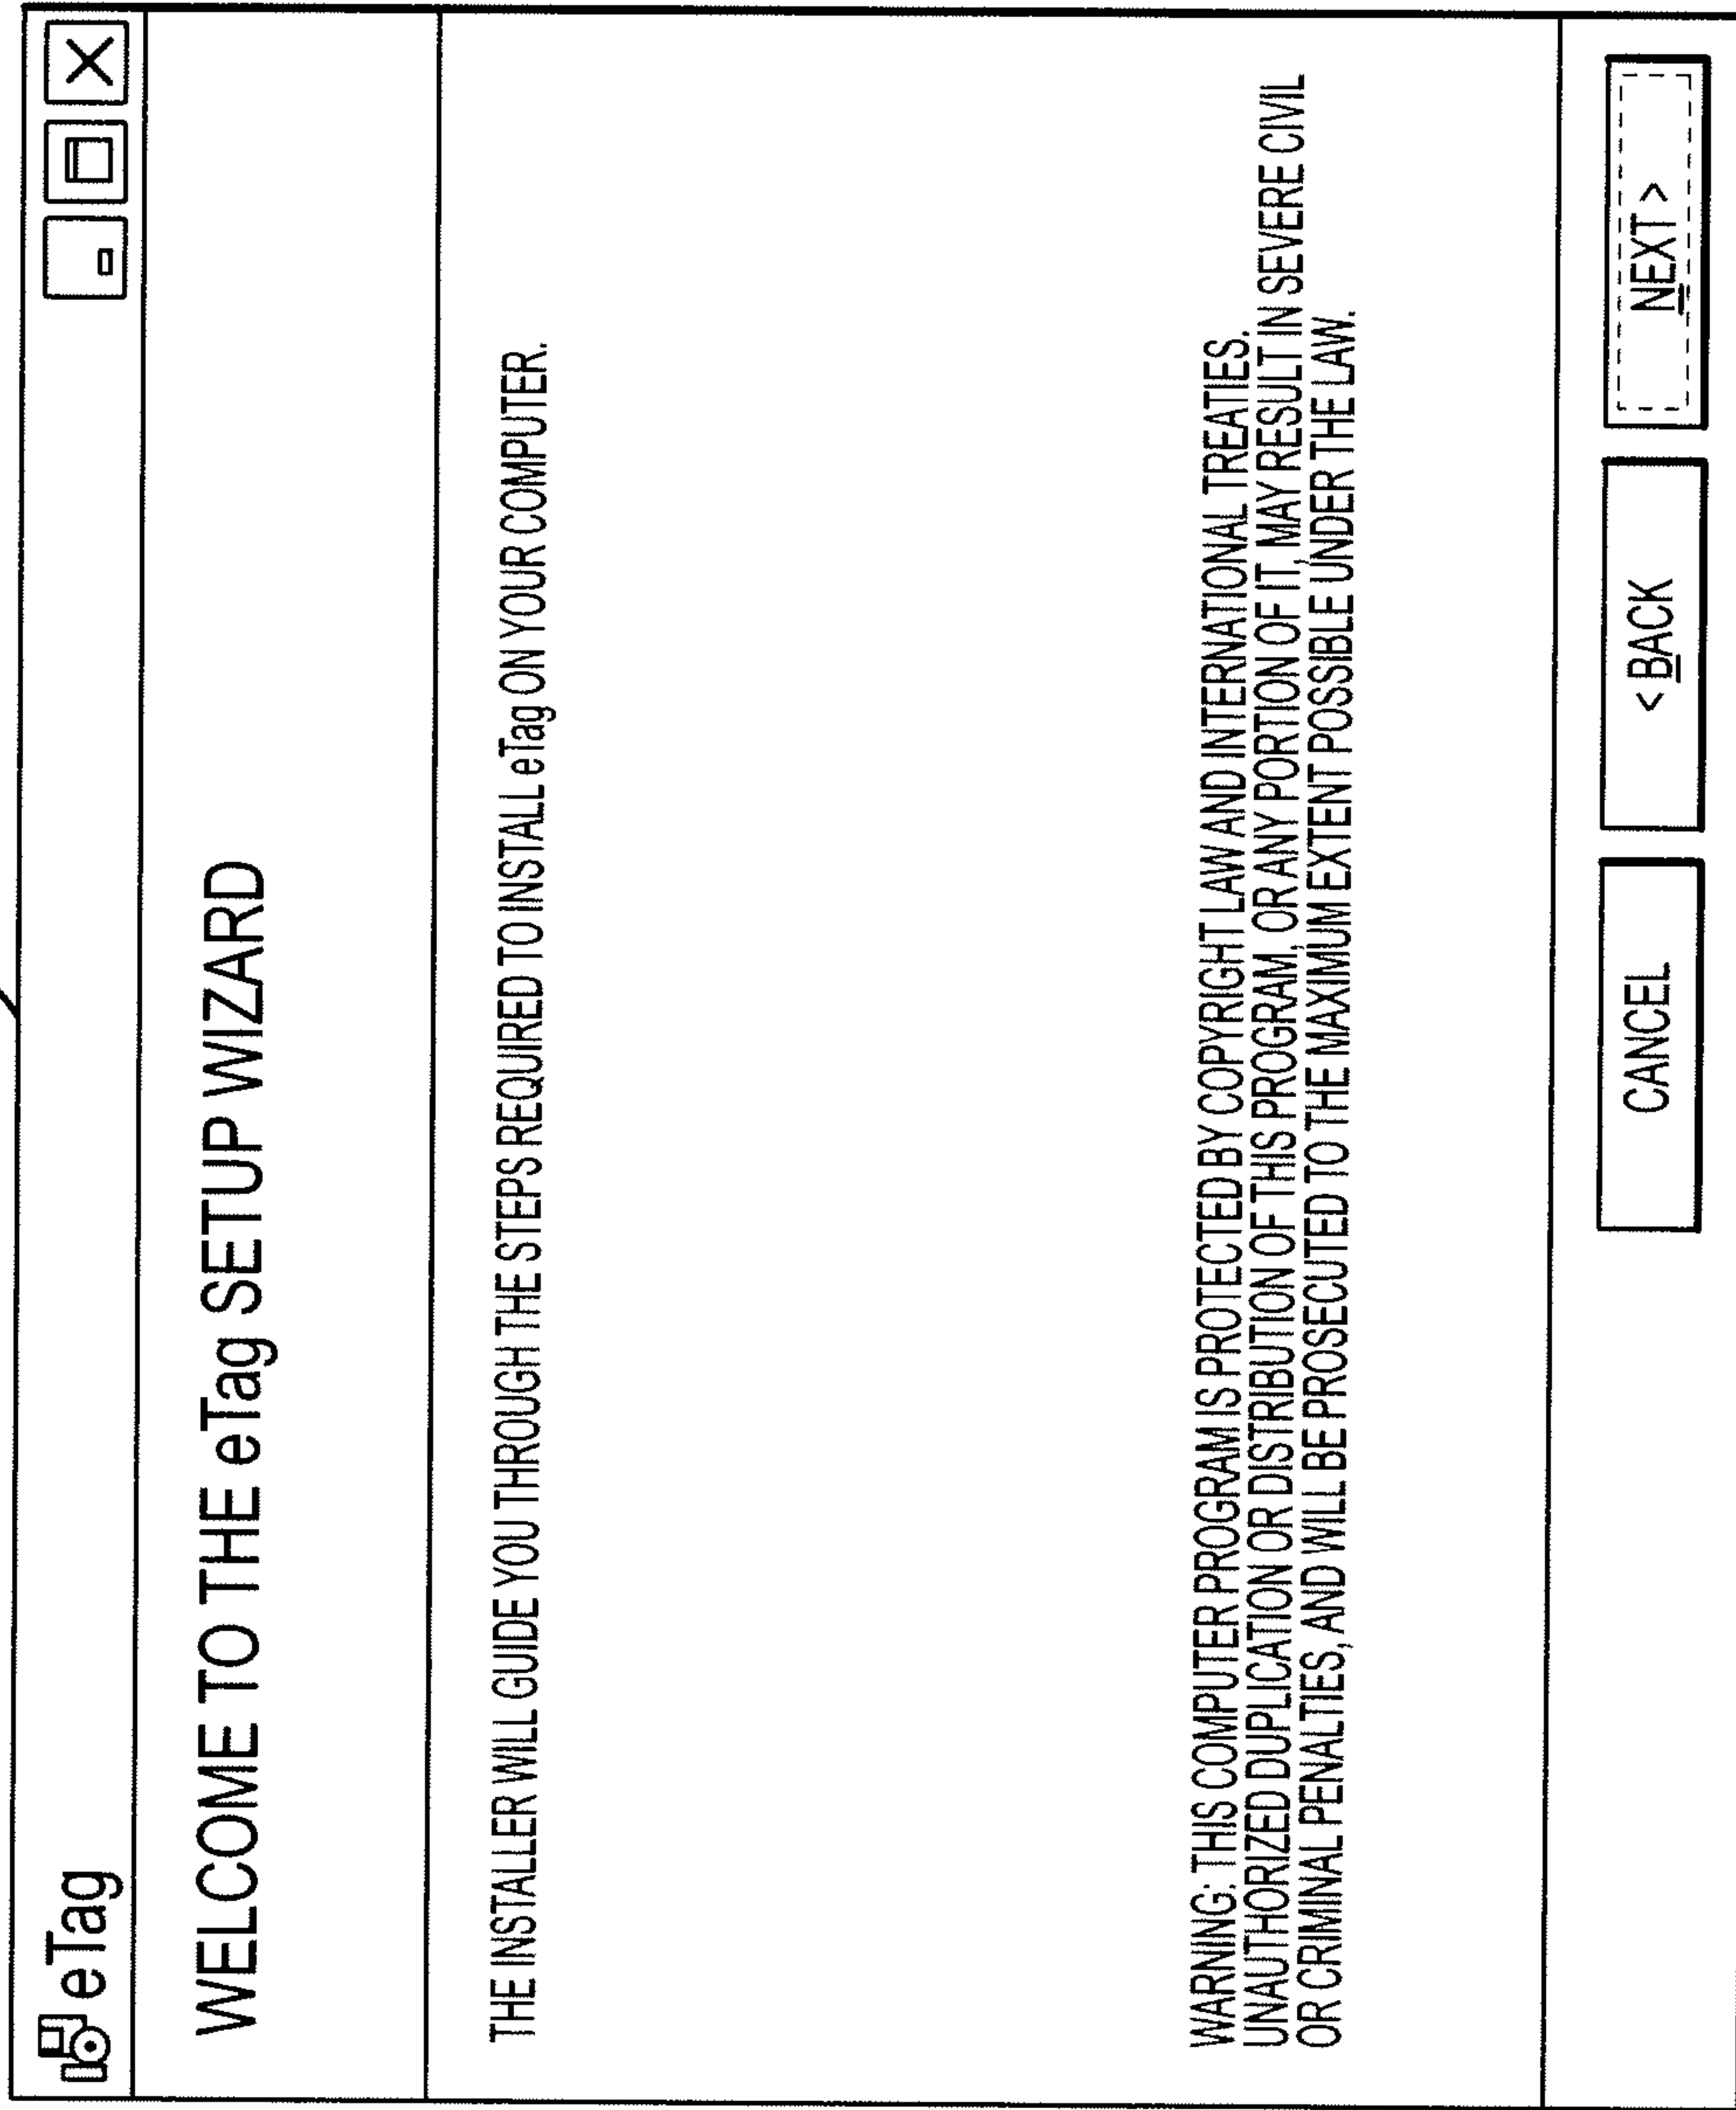 eTag
WELCOME TO THE eTag SETUP WIZARD
THE INSTALLER WILL GUIDE YOU THROUGH THE STEPS REQUIRED TO INSTALL eTag ON YOUR COMPUTER.
WARNING: THIS COMPUTER PROGRAM IS PROTECTED BY COPYRIGHT LAW AND INTERNATIONAL TREATIES.
UNAUTHORIZED DUPLICATION OR DISTRIBUTION OF THIS PROGRAM, OR ANY PORTION OF IT, MAY RESULT IN SEVERE CIVIL
OR CRIMINAL PENALTIES, AND WILL BE PROSECUTED TO THE MAXIMUM EXTENT POSSIBLE UNDER THE LAW.
CANCEL
< BACK
NEXT >